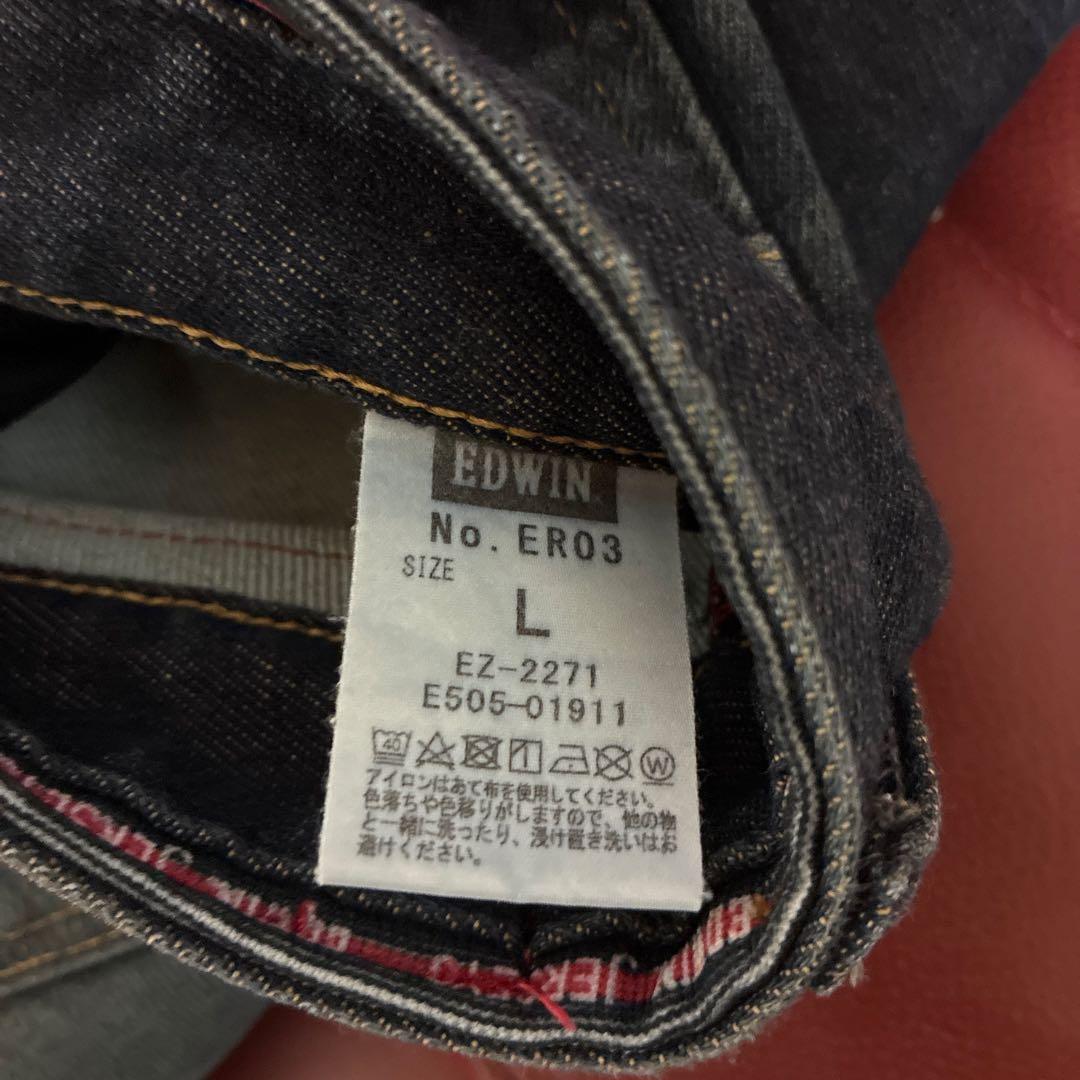 EDWIN
No. ER03
SIZE
L
EZ-2271
E505-01911
40
W
アイロンはあて布を使用してください。
色落ちや色移りがしますので、他の物
と一緒に洗ったり、浸け置き洗いはお
避けください。
JER